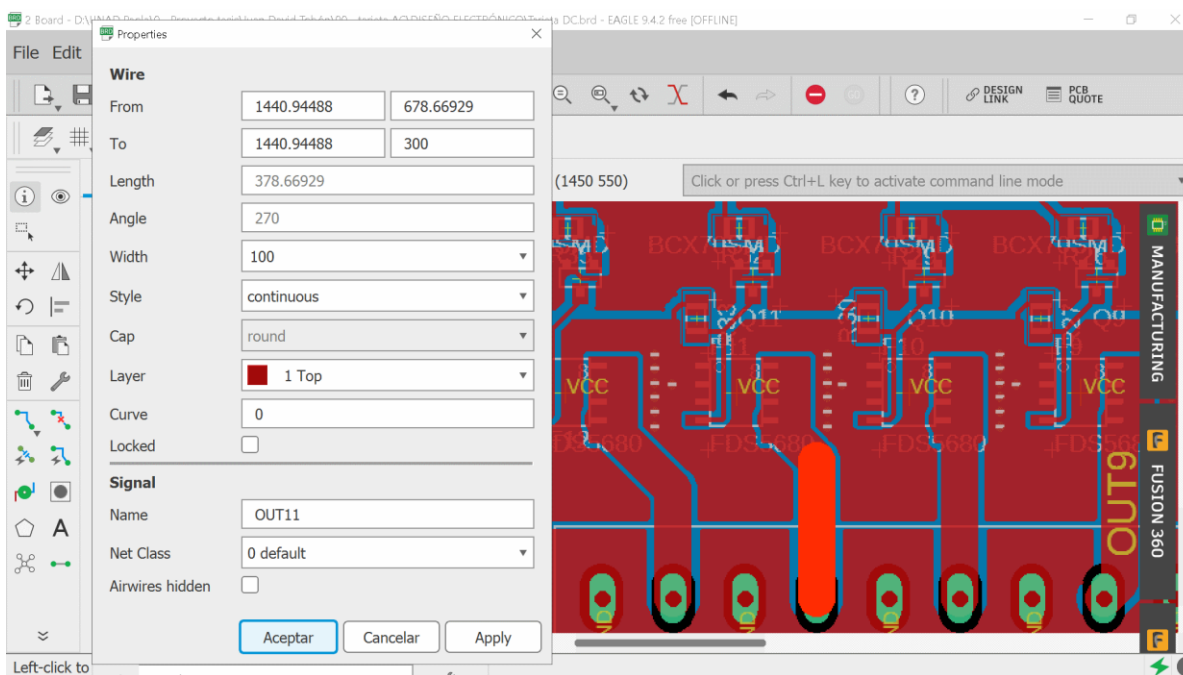 2 Board - D:\UNAD Paola\0 - Proyecto tesis\Juan David Tobón\00 - tarjeta AC\DISEÑO ELECTRÓNICO\Tarjeta DC.brd - EAGLE 9.4.2 free [OFFLINE]
Properties
File Edit
Wire
From 1440.94488 678.66929
DESIGN LINK PCB QUOTE
To 1440.94488 300
Length 378.66929
(1450 550) Click or press Ctrl+L key to activate command line mode
Angle 270
Width 100
Style continuous
Cap round
Layer 1 Top
Curve 0
Locked
Signal
Name OUT11
Net Class 0 default
Airwires hidden
Aceptar Cancelar Apply
Left-click to
Q11 Q10 Q9
VCC VCC VCC VCC
FDS5680 FDS5680
OUT9
MANUFACTURING
FUSION 360